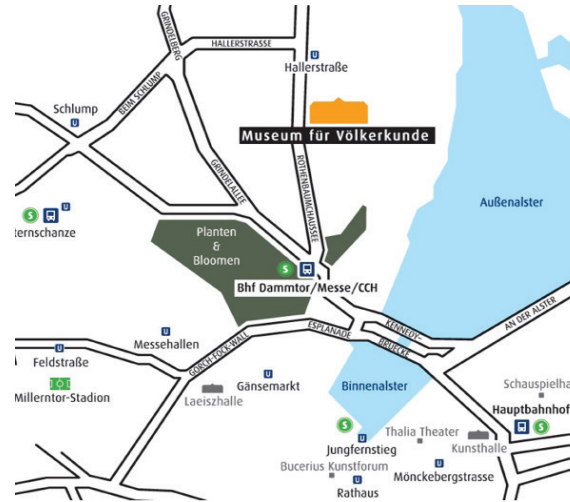 GRINDELBERG
HALLERSTRASSE
U
Hallerstraße
BEIM SCHLUMP
Schlump
U
Museum für Völkerkunde
GRINDELALLEE
ROTHENBAUMCHAUSSEE
Außenalster
S
U
ternschanze
Planten
&
Bloomen
S
Bhf Dammtor/Messe/CCH
KENNEDY-
BRÜCKE
AN DER ALSTER
ESPLANADE
GORCH-FOCK-WALL
U
Messehallen
U
Feldstraße
Millerntor-Stadion
Laeiszhalle
U
Gänsemarkt
Binnenalster
Schauspielha
Hauptbahnhof
S
S
U
Jungfernstieg
Thalia Theater
Kunsthalle
Bucerius Kunstforum
U
Rathaus
U
Mönckebergstrasse